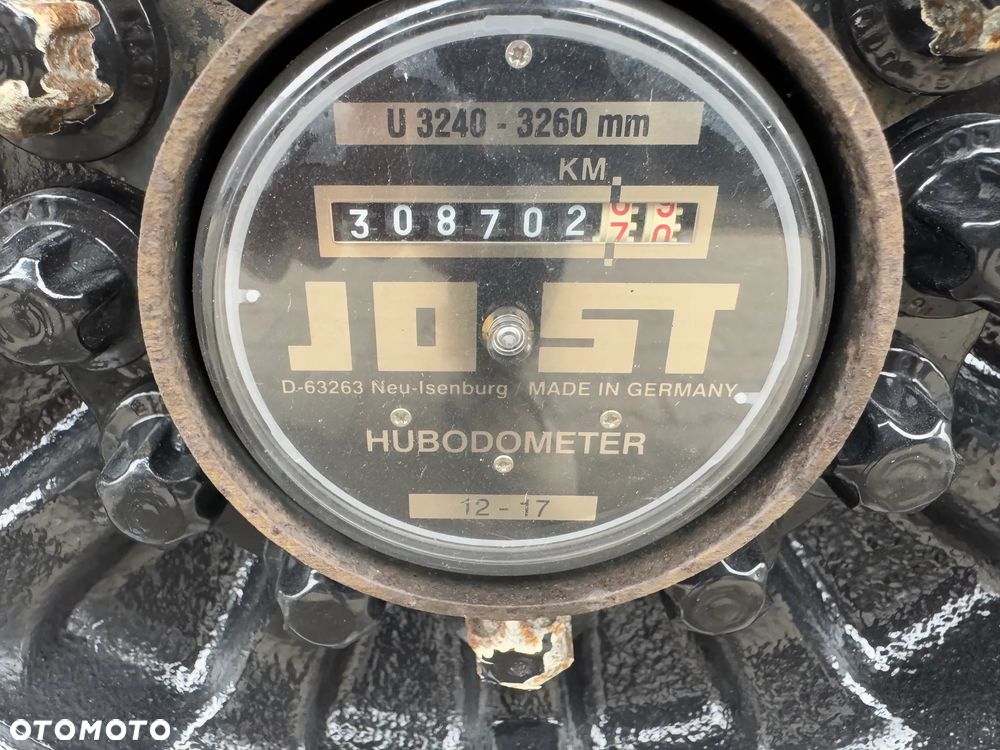 U 3240 - 3260 mm
KM
308702
JOST
D-63263 Neu-Isenburg / MADE IN GERMANY
HUBODOMETER
12 - 17
OTOMOTO